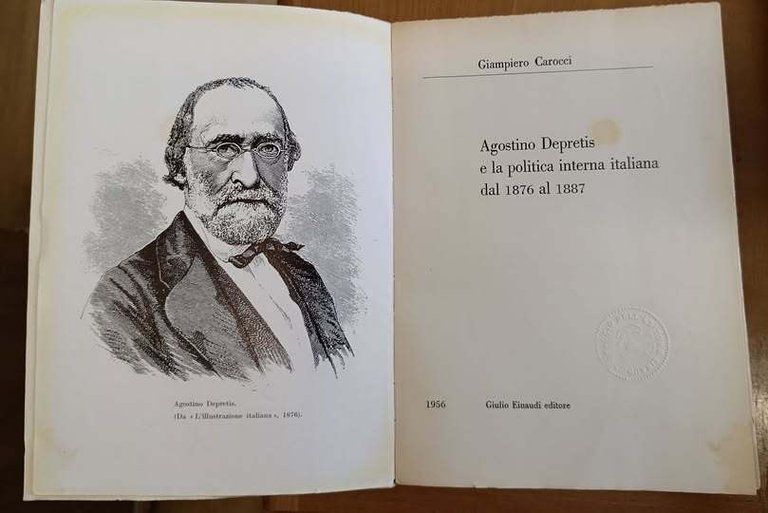 Agostino Depretis.
(Da « L'illustrazione italiana », 1876).
Giampiero Carocci
Agostino Depretis
e la politica interna italiana
dal 1876 al 1887
1956 Giulio Einaudi editore